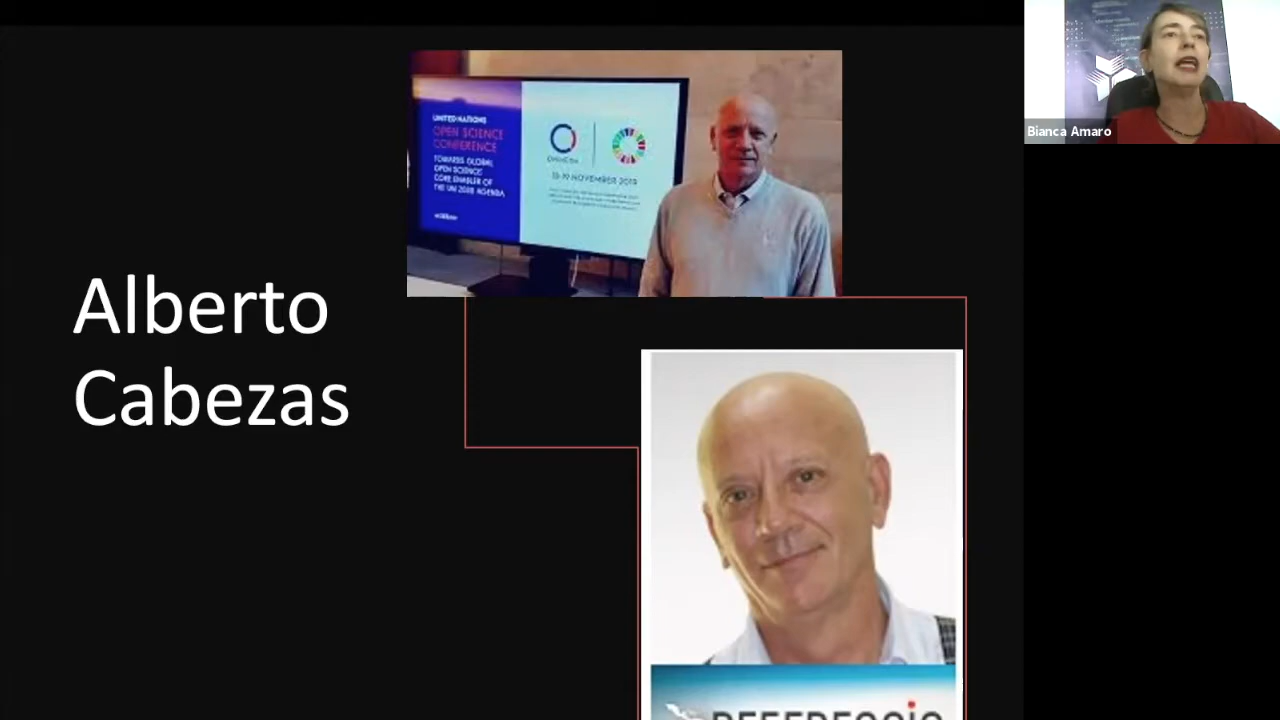 Alberto
Cabezas
UNITED NATIONS
OPEN SCIENCE
CONFERENCE
TOWARDS GLOBAL
OPEN SCIENCE:
CORE ENABLER OF
THE UN 2030 AGENDA
NOVEMBER 2019
Bianca Amaro